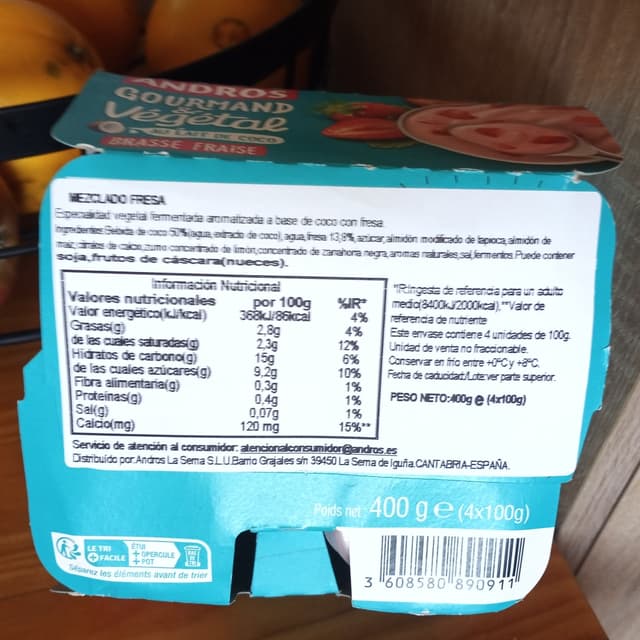 ANDROS
GOURMAND
Végétal
AU LAIT DE COCO
BRASSÉ FRAISE
MEZCLADO FRESA
Especialidad vegetal fermentada aromatizada a base de coco con fresa.
Ingredientes:Bebida de coco 50%(agua,extracto de coco), agua,fresa 13,8%,azúcar,almidón modificado de tapioca,almidón de
maíz,citratos de calcio,zumo concentrado de limón,concentrado de zanahoria negra,aromas naturales,sal,fermentos.Puede contener
soja,frutos de cáscara(nueces).
Información Nutricional
Valores nutricionales por 100g %IR*
Valor energético(kJ/kcal) 368kJ/86kcal 4%
Grasas(g) 2,8g 4%
de las cuales saturadas(g) 2,3g 12%
Hidratos de carbono(g) 15g 6%
de las cuales azúcares(g) 9,2g 10%
Fibra alimentaria(g) 0,3g 1%
Proteínas(g) 0,4g 1%
Sal(g) 0,07g 1%
Calcio(mg) 120 mg 15%**
*IR:Ingesta de referencia para un adulto
medio(8400kJ/2000kcal),**Valor de
referencia de nutriente
Este envase contiene 4 unidades de 100g.
Unidad de venta no fraccionable.
Conservar en frío entre +0ºC y +8ºC.
Fecha de caducidad/Lote:ver parte superior.
PESO NETO:400g e (4x100g)
Servicio de atención al consumidor: atencionalconsumidor@andros.es
Distribuido por:Andros La Serna S.L.U.Barrio Grajales s/n 39450 La Serna de Iguña.CANTABRIA-ESPAÑA.
Poids net 400 g e (4x100g)
LE TRI
+ FACILE
ÉTUI
+ OPERCULE
+ POT
BAC
DE TRI
Séparez les éléments avant de trier
3 608580 890911